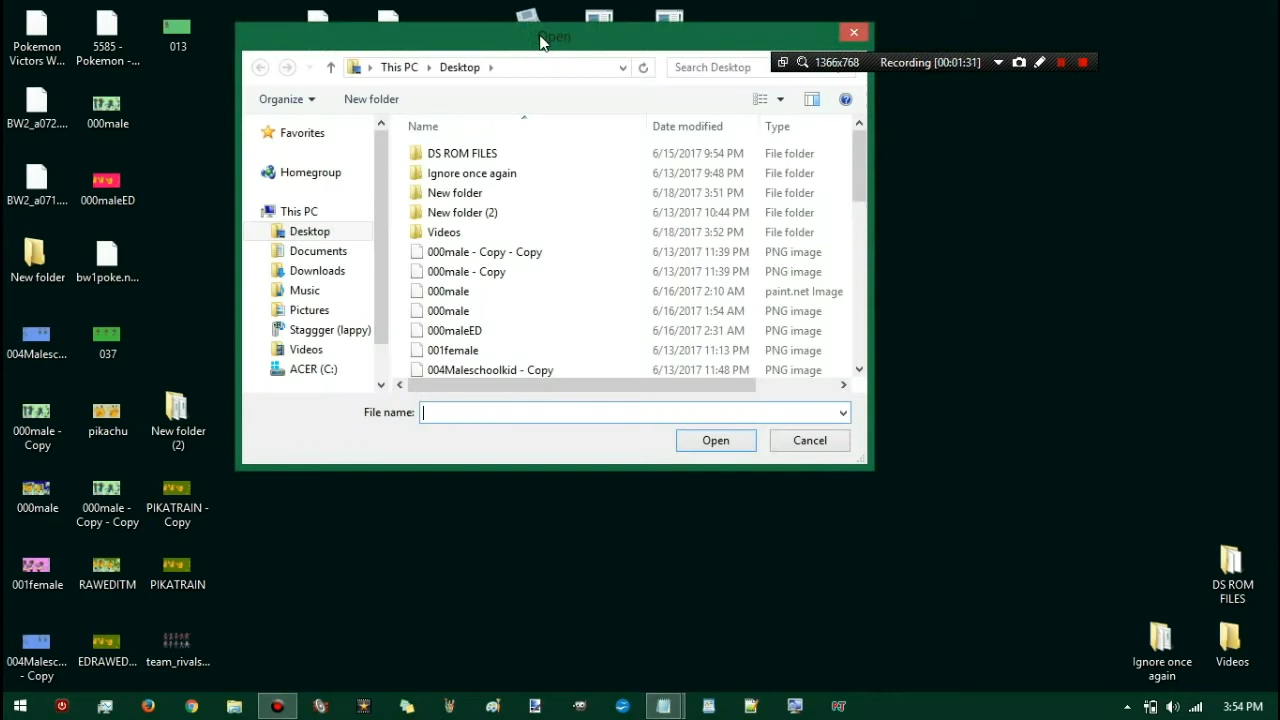 Pokemon
Victors W...
5585 -
Pokemon -...
013
BW2_a072....
000male
BW2_a071....
000maleED
New folder
bw1poke.n...
004Malesc...
037
000male -
Copy
pikachu
New folder
(2)
000male
000male -
Copy - Copy
PIKATRAIN -
Copy
001female
RAWEDITM
PIKATRAIN
004Malesc...
- Copy
EDRAWED...
team_rivals...
Open
1366x768
Recording [00:01:31]
This PC
Desktop
Search Desktop
Organize
New folder
Favorites
Homegroup
This PC
Desktop
Documents
Downloads
Music
Pictures
Staggger (lappy)
Videos
ACER (C:)
Name Date modified Type
DS ROM FILES 6/15/2017 9:54 PM File folder
Ignore once again 6/13/2017 9:48 PM File folder
New folder 6/18/2017 3:51 PM File folder
New folder (2) 6/13/2017 10:44 PM File folder
Videos 6/18/2017 3:52 PM File folder
000male - Copy - Copy 6/13/2017 11:39 PM PNG image
000male - Copy 6/13/2017 11:39 PM PNG image
000male 6/16/2017 2:10 AM paint.net Image
000male 6/16/2017 1:54 AM PNG image
000maleED 6/16/2017 2:31 AM PNG image
001female 6/13/2017 11:13 PM PNG image
004Maleschoolkid - Copy 6/13/2017 11:48 PM PNG image
File name:
Open
Cancel
DS ROM
FILES
Ignore once
again
Videos
3:54 PM